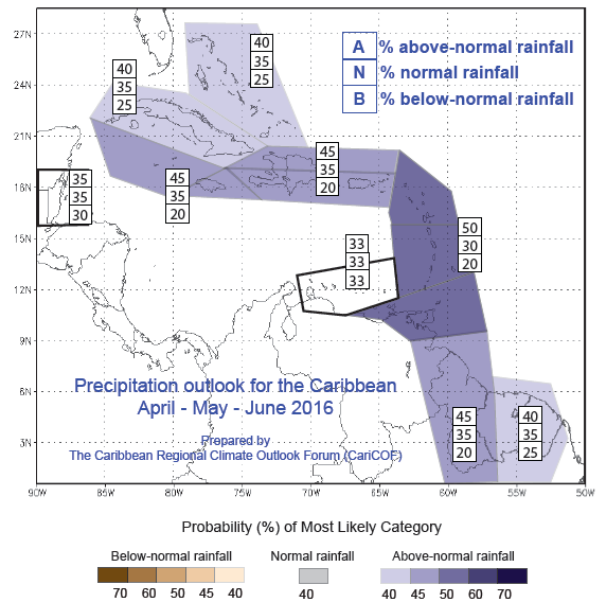 A % above-normal rainfall
N % normal rainfall
B % below-normal rainfall
27N
24N
21N
18N
15N
12N
9N
6N
3N
40
35
25
40
35
25
45
35
20
45
35
20
35
35
30
50
30
20
33
33
33
45
35
20
40
35
25
Precipitation outlook for the Caribbean
April - May - June 2016
Prepared by
The Caribbean Regional Climate Outlook Forum (CariCOF)
90W 85W 80W 75W 70W 65W 60W 55W 50W
Probability (%) of Most Likely Category
Below-normal rainfall Normal rainfall Above-normal rainfall
70 60 50 45 40 40 40 45 50 60 70